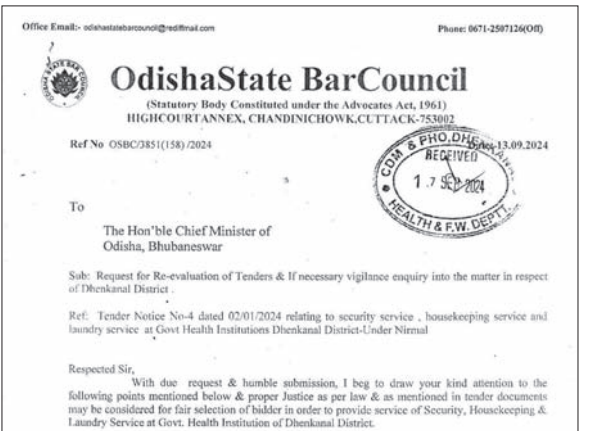 Office Email:- odishastatebarcouncil@rediffmail.com
Phone: 0671-2507126(Off)
ODISHA STATE BAR COUNCIL
OdishaState BarCouncil
(Statutory Body Constituted under the Advocates Act, 1961)
HIGHCOURTANNEX, CHANDINICHOWK,CUTTACK-753002
Ref No OSBC/3851(158) /2024
13.09.2024
CDM & PHO, DHENKANAL
RECEIVED
17 SEP 2024
HEALTH & F.W. DEPTT.
To
The Hon'ble Chief Minister of
Odisha, Bhubaneswar
Sub: Request for Re-evaluation of Tenders & If necessary vigilance enquiry into the matter in respect
of Dhenkanal District .
Ref: Tender Notice No-4 dated 02/01/2024 relating to security service , housekeeping service and
laundry service at Govt Health Institutions Dhenkanal District-Under Nirmal
Respected Sir,
With due request & humble submission, I beg to draw your kind attention to the
following points mentioned below & proper Justice as per law & as mentioned in tender documents
may be considered for fair selection of bidder in order to provide service of Security, Housekeeping &
Laundry Service at Govt. Health Institution of Dhenkanal District.